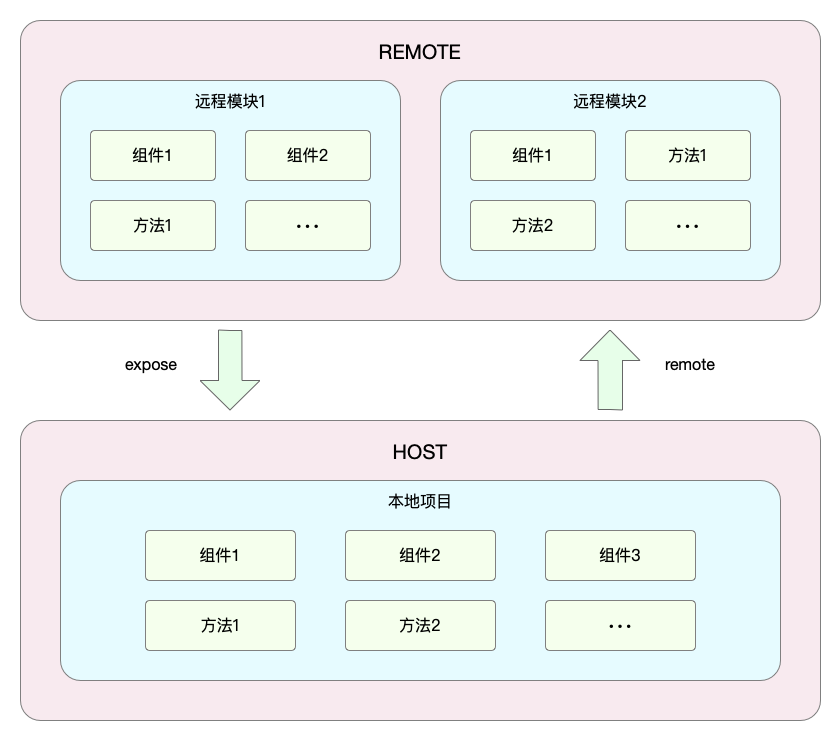 REMOTE
远程模块1
组件1
组件2
方法1
...
远程模块2
组件1
方法1
方法2
...
expose
remote
HOST
本地项目
组件1
组件2
组件3
方法1
方法2
...